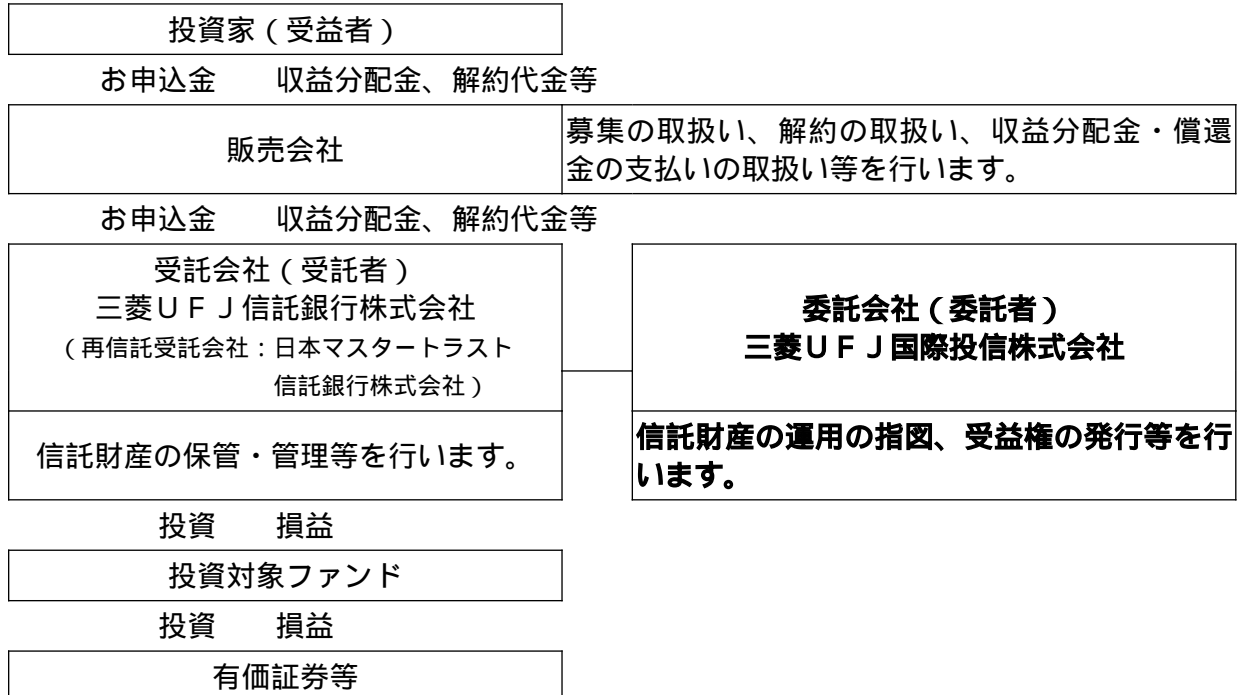 投資家（受益者）
お申込金　　収益分配金、解約代金等
販売会社
募集の取扱い、解約の取扱い、収益分配金・償還
金の支払いの取扱い等を行います。
お申込金　　収益分配金、解約代金等
受託会社（受託者）
三菱ＵＦＪ信託銀行株式会社
（再信託受託会社：日本マスタートラスト
信託銀行株式会社）
委託会社（委託者）
三菱ＵＦＪ国際投信株式会社
信託財産の保管・管理等を行います。
信託財産の運用の指図、受益権の発行等を行
います。
投資　　損益
投資対象ファンド
投資　　損益
有価証券等